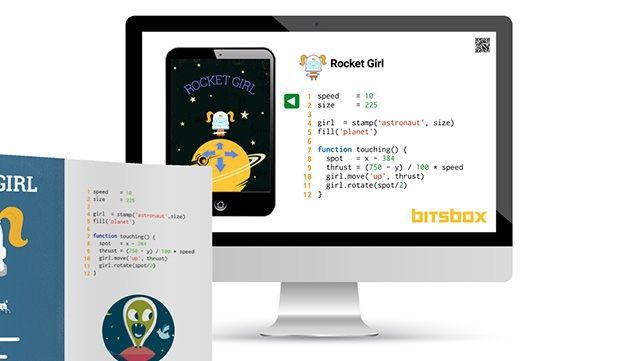 ROCKET GIRL
Rocket Girl
1 speed = 10
2 size = 225
3
4 girl = stamp('astronaut', size)
5 fill('planet')
6
7 function touching() {
8 spot = x - 384
9 thrust = (750 - y) / 100 * speed
10 girl.move('up', thrust)
11 girl.rotate(spot/2)
12 }
bitsbox
GIRL
1 speed = 10
2 size = 225
3
4 girl = stamp('astronaut',size)
5 fill('planet')
6
7 function touching() {
8 spot = x - 384
9 thrust = (750 - y) / 100 * speed
10 girl.move('up', thrust)
11 girl.rotate(spot/2)
12 }